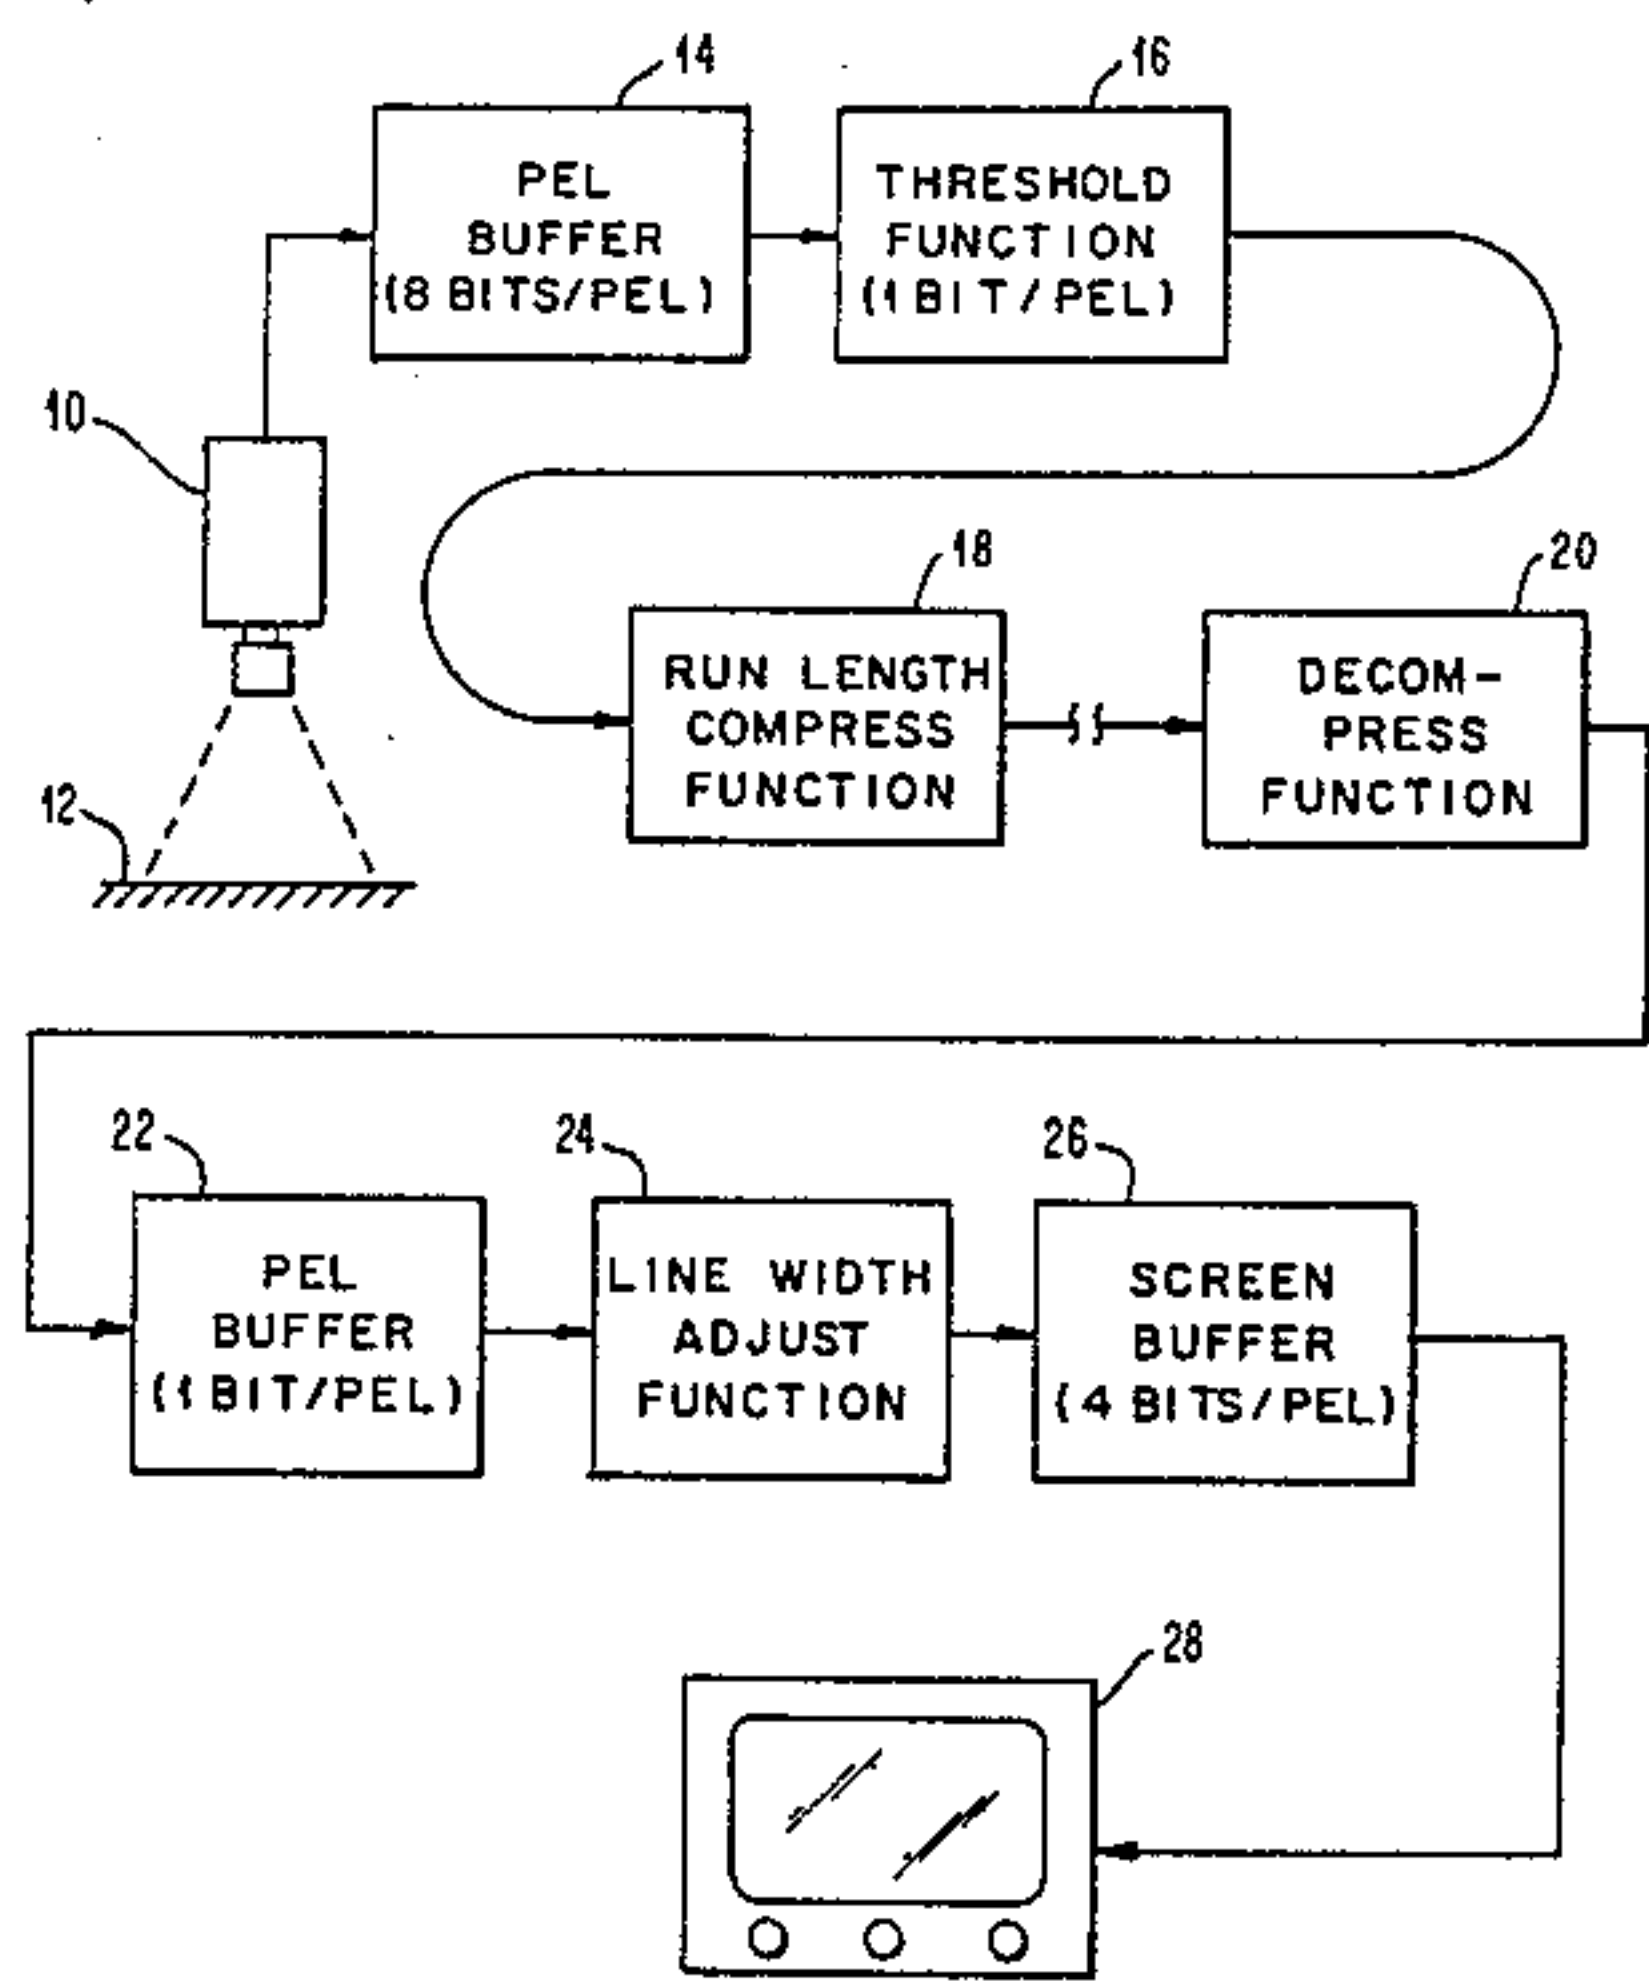 14
16
PEL
BUFFER
(8 BITS/PEL)
THRESHOLD
FUNCTION
(1 BIT/PEL)
10
18
20
RUN LENGTH
COMPRESS
FUNCTION
DECOM-
PRESS
FUNCTION
12
22
24
26
PEL
BUFFER
(1 BIT/PEL)
LINE WIDTH
ADJUST
FUNCTION
SCREEN
BUFFER
(4 BITS/PEL)
28